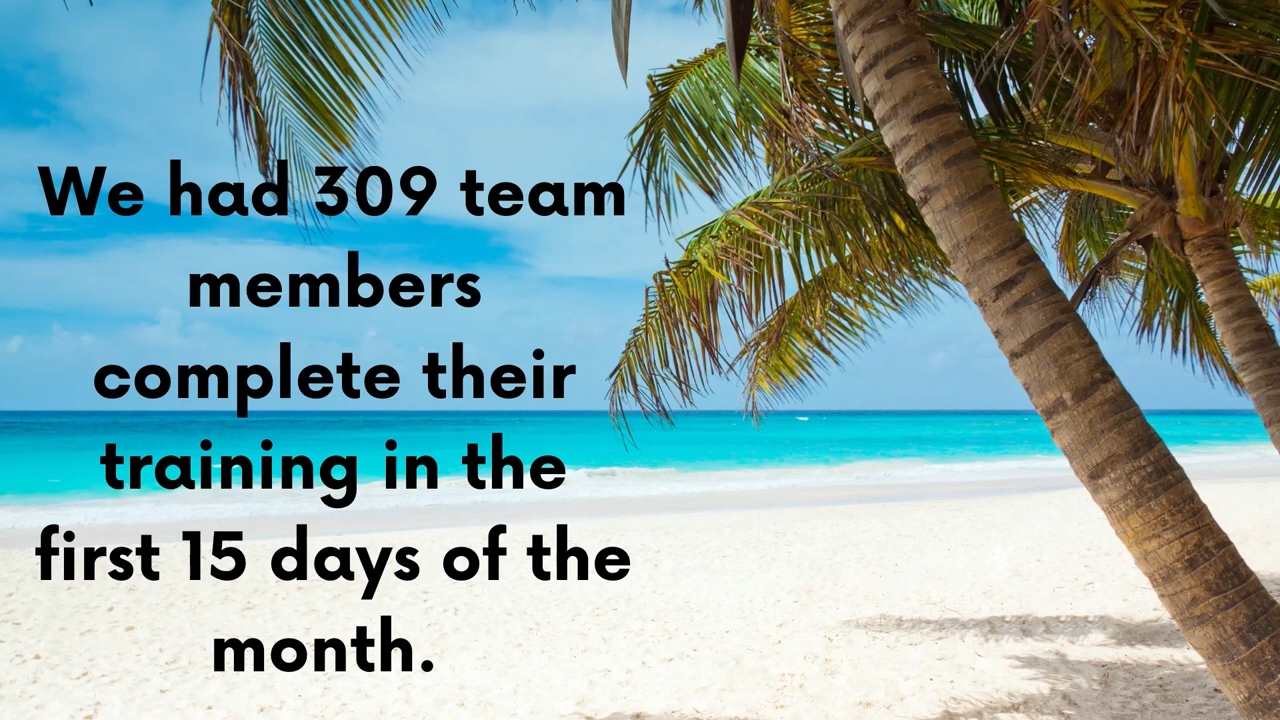 We had 309 team
members
complete their
training in the
first 15 days of the
month.